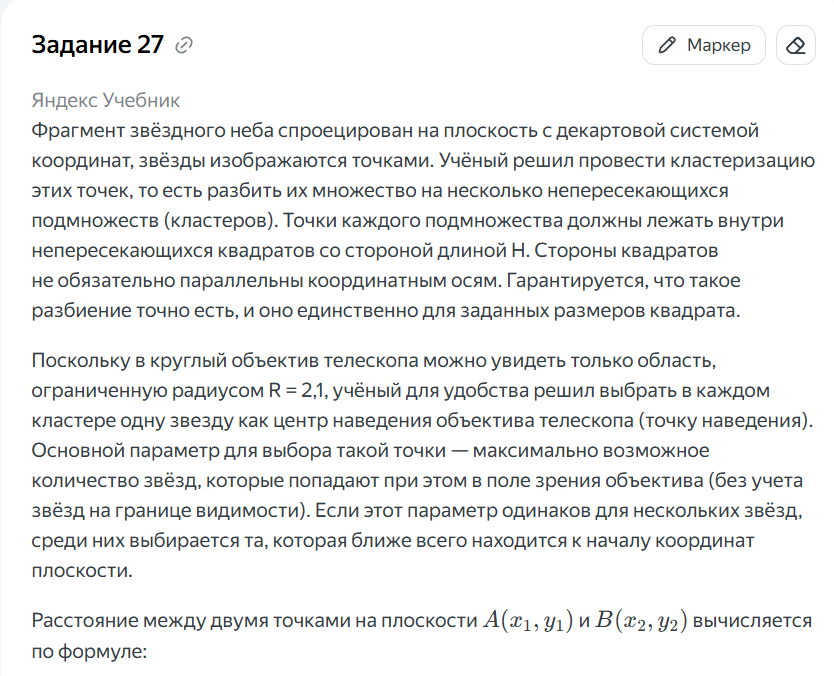 Задание 27
Маркер
Яндекс Учебник
Фрагмент звёздного неба спроецирован на плоскость с декартовой системой
координат, звёзды изображаются точками. Учёный решил провести кластеризацию
этих точек, то есть разбить их множество на несколько непересекающихся
подмножеств (кластеров). Точки каждого подмножества должны лежать внутри
непересекающихся квадратов со стороной длиной H. Стороны квадратов
не обязательно параллельны координатным осям. Гарантируется, что такое
разбиение точно есть, и оно единственно для заданных размеров квадрата.
Поскольку в круглый объектив телескопа можно увидеть только область,
ограниченную радиусом R = 2,1, учёный для удобства решил выбрать в каждом
кластере одну звезду как центр наведения объектива телескопа (точку наведения).
Основной параметр для выбора такой точки — максимально возможное
количество звёзд, которые попадают при этом в поле зрения объектива (без учета
звёзд на границе видимости). Если этот параметр одинаков для нескольких звёзд,
среди них выбирается та, которая ближе всего находится к началу координат
плоскости.
Расстояние между двумя точками на плоскости A(x₁, y₁) и B(x₂, y₂) вычисляется
по формуле: